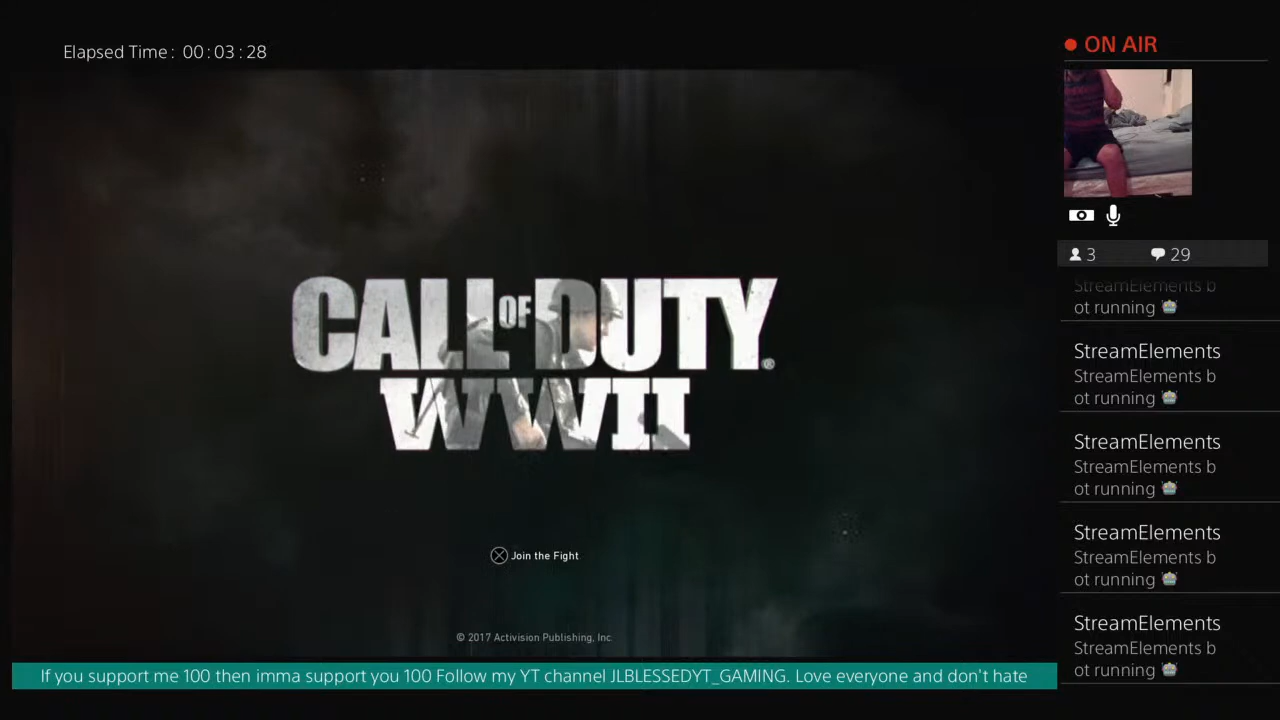 Elapsed Time: 00:03:28
ON AIR
3 29
StreamElements b
ot running
StreamElements
StreamElements b
ot running
StreamElements
StreamElements b
ot running
StreamElements
StreamElements b
ot running
StreamElements
StreamElements b
ot running
CALL OF DUTY®
WWII
Join the Fight
© 2017 Activision Publishing, Inc.
If you support me 100 then imma support you 100 Follow my YT channel JLBLESSEDYT_GAMING. Love everyone and don't hate